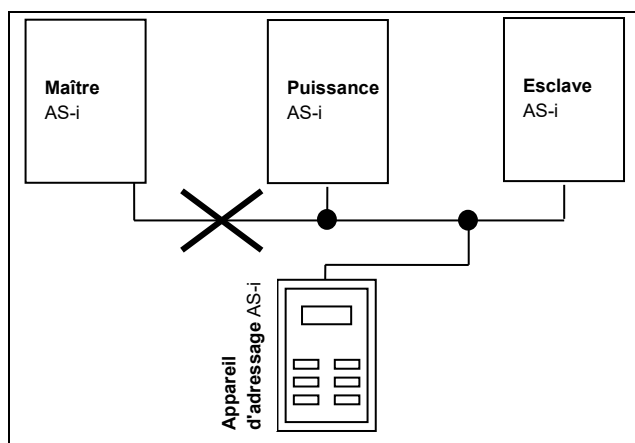 Maître
AS-i
Puissance
AS-i
Esclave
AS-i
Appareil
d'adressage AS-i